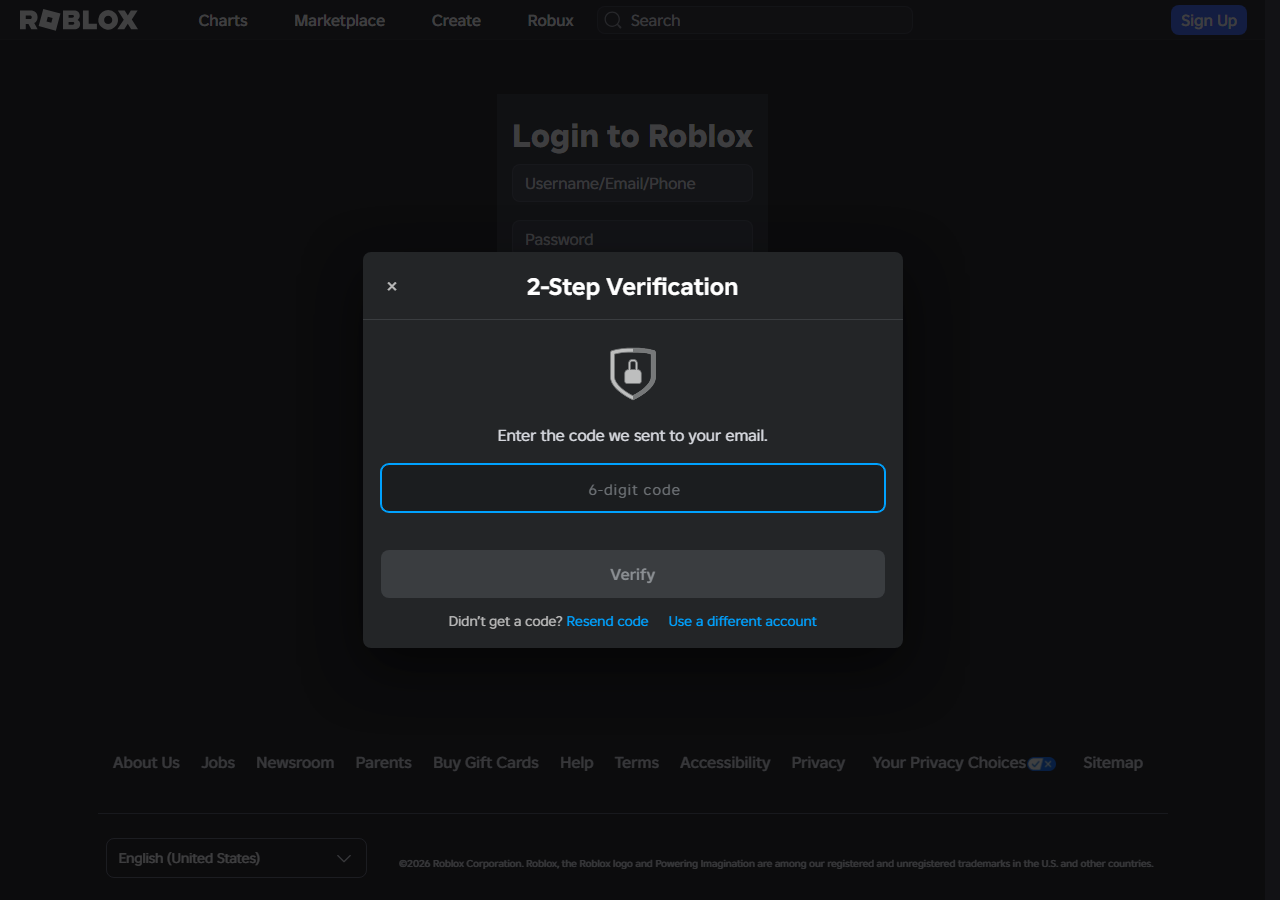 ROBLOX Charts Marketplace Create Robux Search Sign Up
Login to Roblox
Username/Email/Phone
Password
× 2-Step Verification
Enter the code we sent to your email.
6-digit code
Verify
Didn't get a code? Resend code Use a different account
About Us Jobs Newsroom Parents Buy Gift Cards Help Terms Accessibility Privacy Your Privacy Choices Sitemap
English (United States) ©2026 Roblox Corporation. Roblox, the Roblox logo and Powering Imagination are among our registered and unregistered trademarks in the U.S. and other countries.